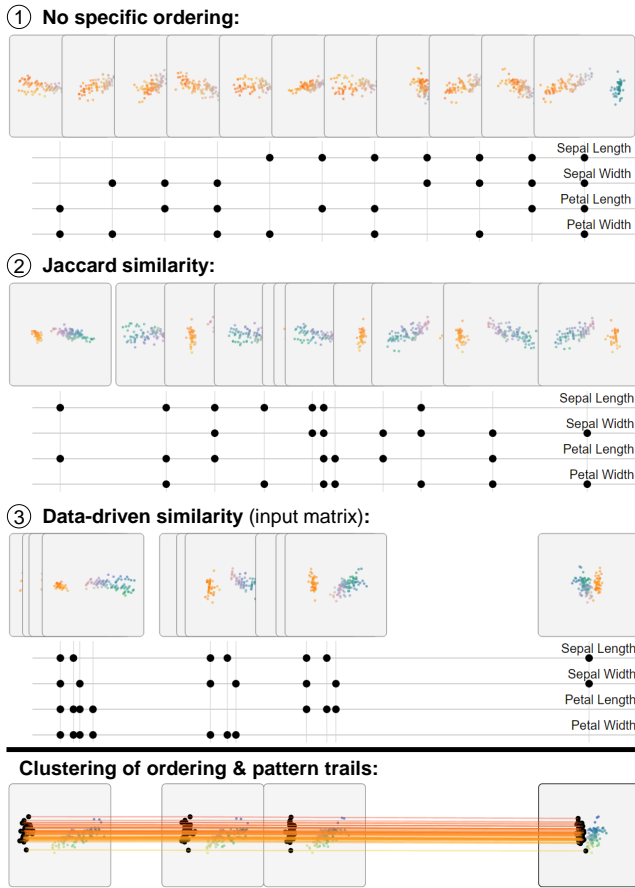 1 No specific ordering:
Sepal Length
Sepal Width
Petal Length
Petal Width
2 Jaccard similarity:
Sepal Length
Sepal Width
Petal Length
Petal Width
3 Data-driven similarity (input matrix):
Sepal Length
Sepal Width
Petal Length
Petal Width
Clustering of ordering & pattern trails: